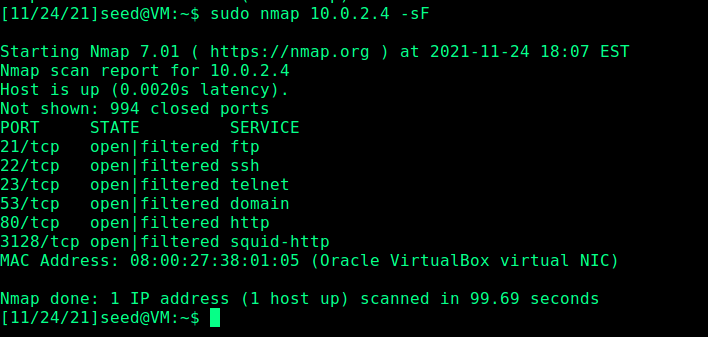 [11/24/21]seed@VM:~$ sudo nmap 10.0.2.4 -sF
Starting Nmap 7.01 ( https://nmap.org ) at 2021-11-24 18:07 EST
Nmap scan report for 10.0.2.4
Host is up (0.0020s latency).
Not shown: 994 closed ports
PORT     STATE         SERVICE
21/tcp   open|filtered ftp
22/tcp   open|filtered ssh
23/tcp   open|filtered telnet
53/tcp   open|filtered domain
80/tcp   open|filtered http
3128/tcp open|filtered squid-http
MAC Address: 08:00:27:38:01:05 (Oracle VirtualBox virtual NIC)
Nmap done: 1 IP address (1 host up) scanned in 99.69 seconds
[11/24/21]seed@VM:~$